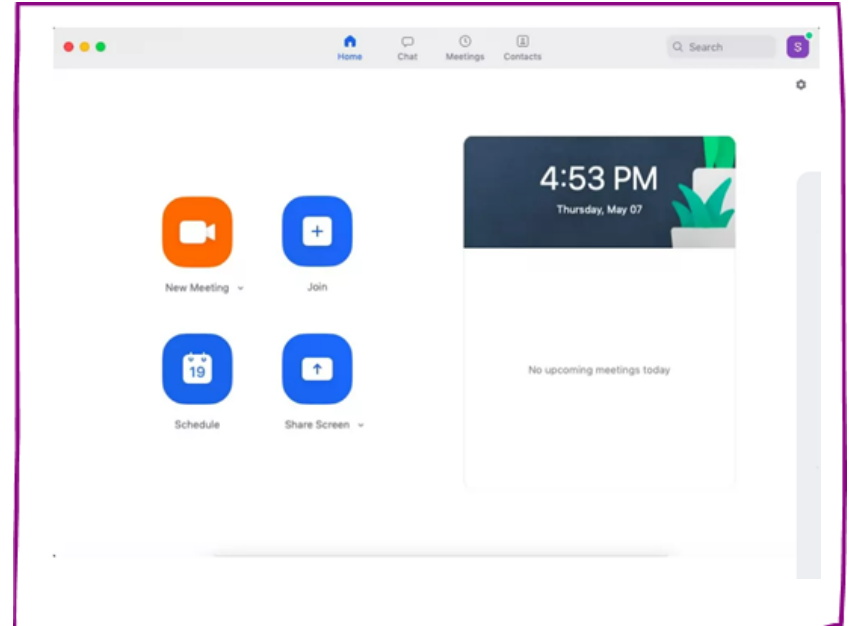 Home
Chat
Meetings
Contacts
Search
S
4:53 PM
Thursday, May 07
New Meeting
Join
19
Schedule
Share Screen
No upcoming meetings today